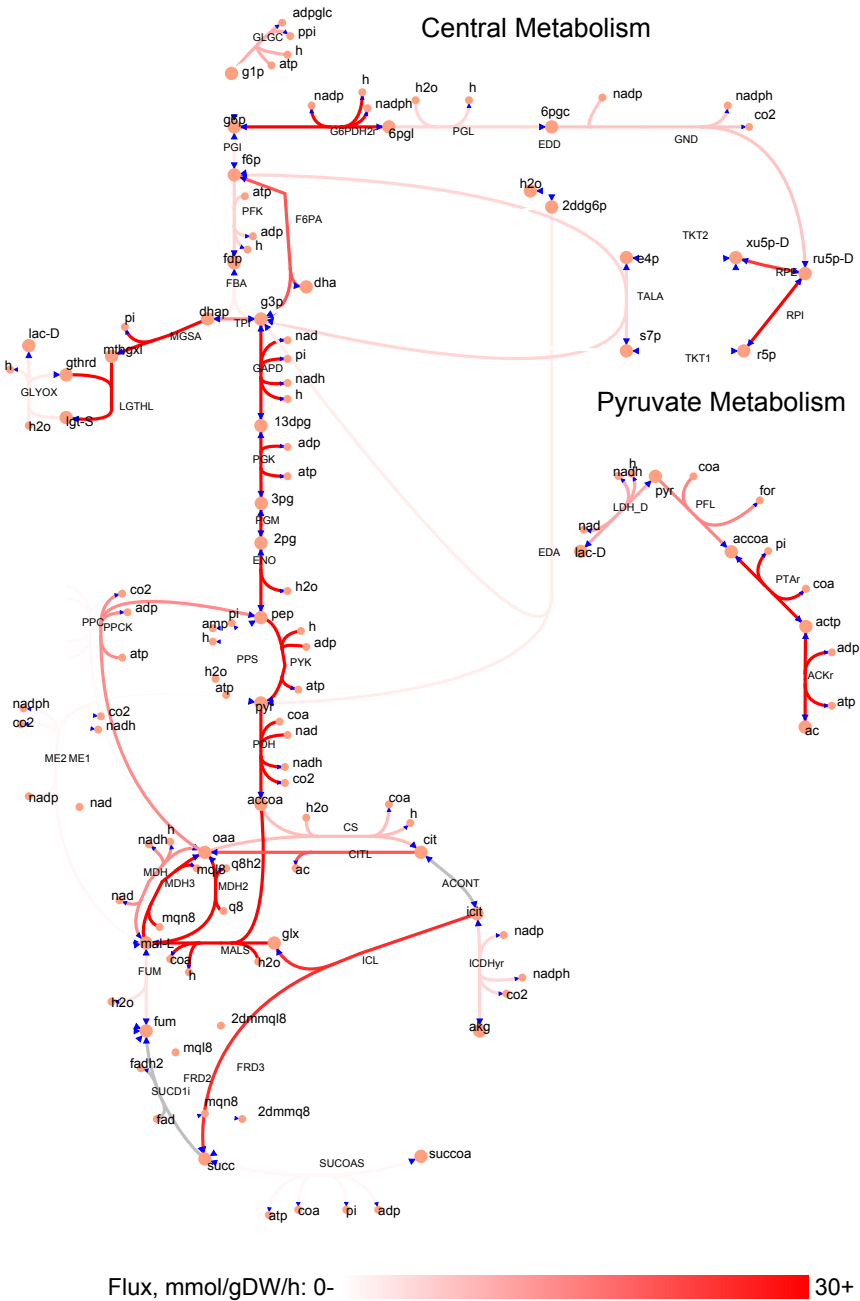 adpglc
Central Metabolism
GLGC
ppi
h
atp
g1p
nadp
h
nadph
h2o
h
6pgc
nadp
nadph
co2
g6p
G6PDH2r
6pgl
PGL
EDD
GND
PGI
f6p
atp
PFK
F6PA
adp
h
fdp
FBA
dha
h2o
2ddg6p
TKT2
xu5p-D
ru5p-D
RPE
e4p
TALA
RPI
s7p
TKT1
r5p
g3p
dhap
TPI
pi
MGSA
lac-D
mthgxl
h
gthrd
GLYOX
LGTHL
lgt-S
h2o
nad
pi
GAPD
nadh
h
13dpg
adp
PGK
atp
3pg
PGM
2pg
ENO
h2o
Pyruvate Metabolism
h
nadh
pyr
coa
for
LDH_D
PFL
nad
EDA
lac-D
accoa
pi
PTAr
coa
actp
adp
ACKr
atp
ac
co2
adp
PPC
PPCK
pi
amp
h
pep
h
adp
atp
PPS
PYK
h2o
atp
atp
pyr
nadph
co2
co2
nadh
ME2
ME1
nadp
nad
coa
nad
PDH
nadh
co2
accoa
h2o
coa
CS
h
cit
oaa
CITL
ac
ACONT
icit
nadh
h
mql8
q8h2
MDH
MDH3
MDH2
nad
q8
mqn8
mal-L
MALS
glx
coa
h
h2o
ICL
nadp
ICDHyr
nadph
co2
akg
FUM
h2o
fum
2dmmql8
mql8
fadh2
FRD2
FRD3
SUCD1i
mqn8
2dmmq8
fad
succ
SUCOAS
succoa
atp
coa
pi
adp
Flux, mmol/gDW/h: 0-
30+